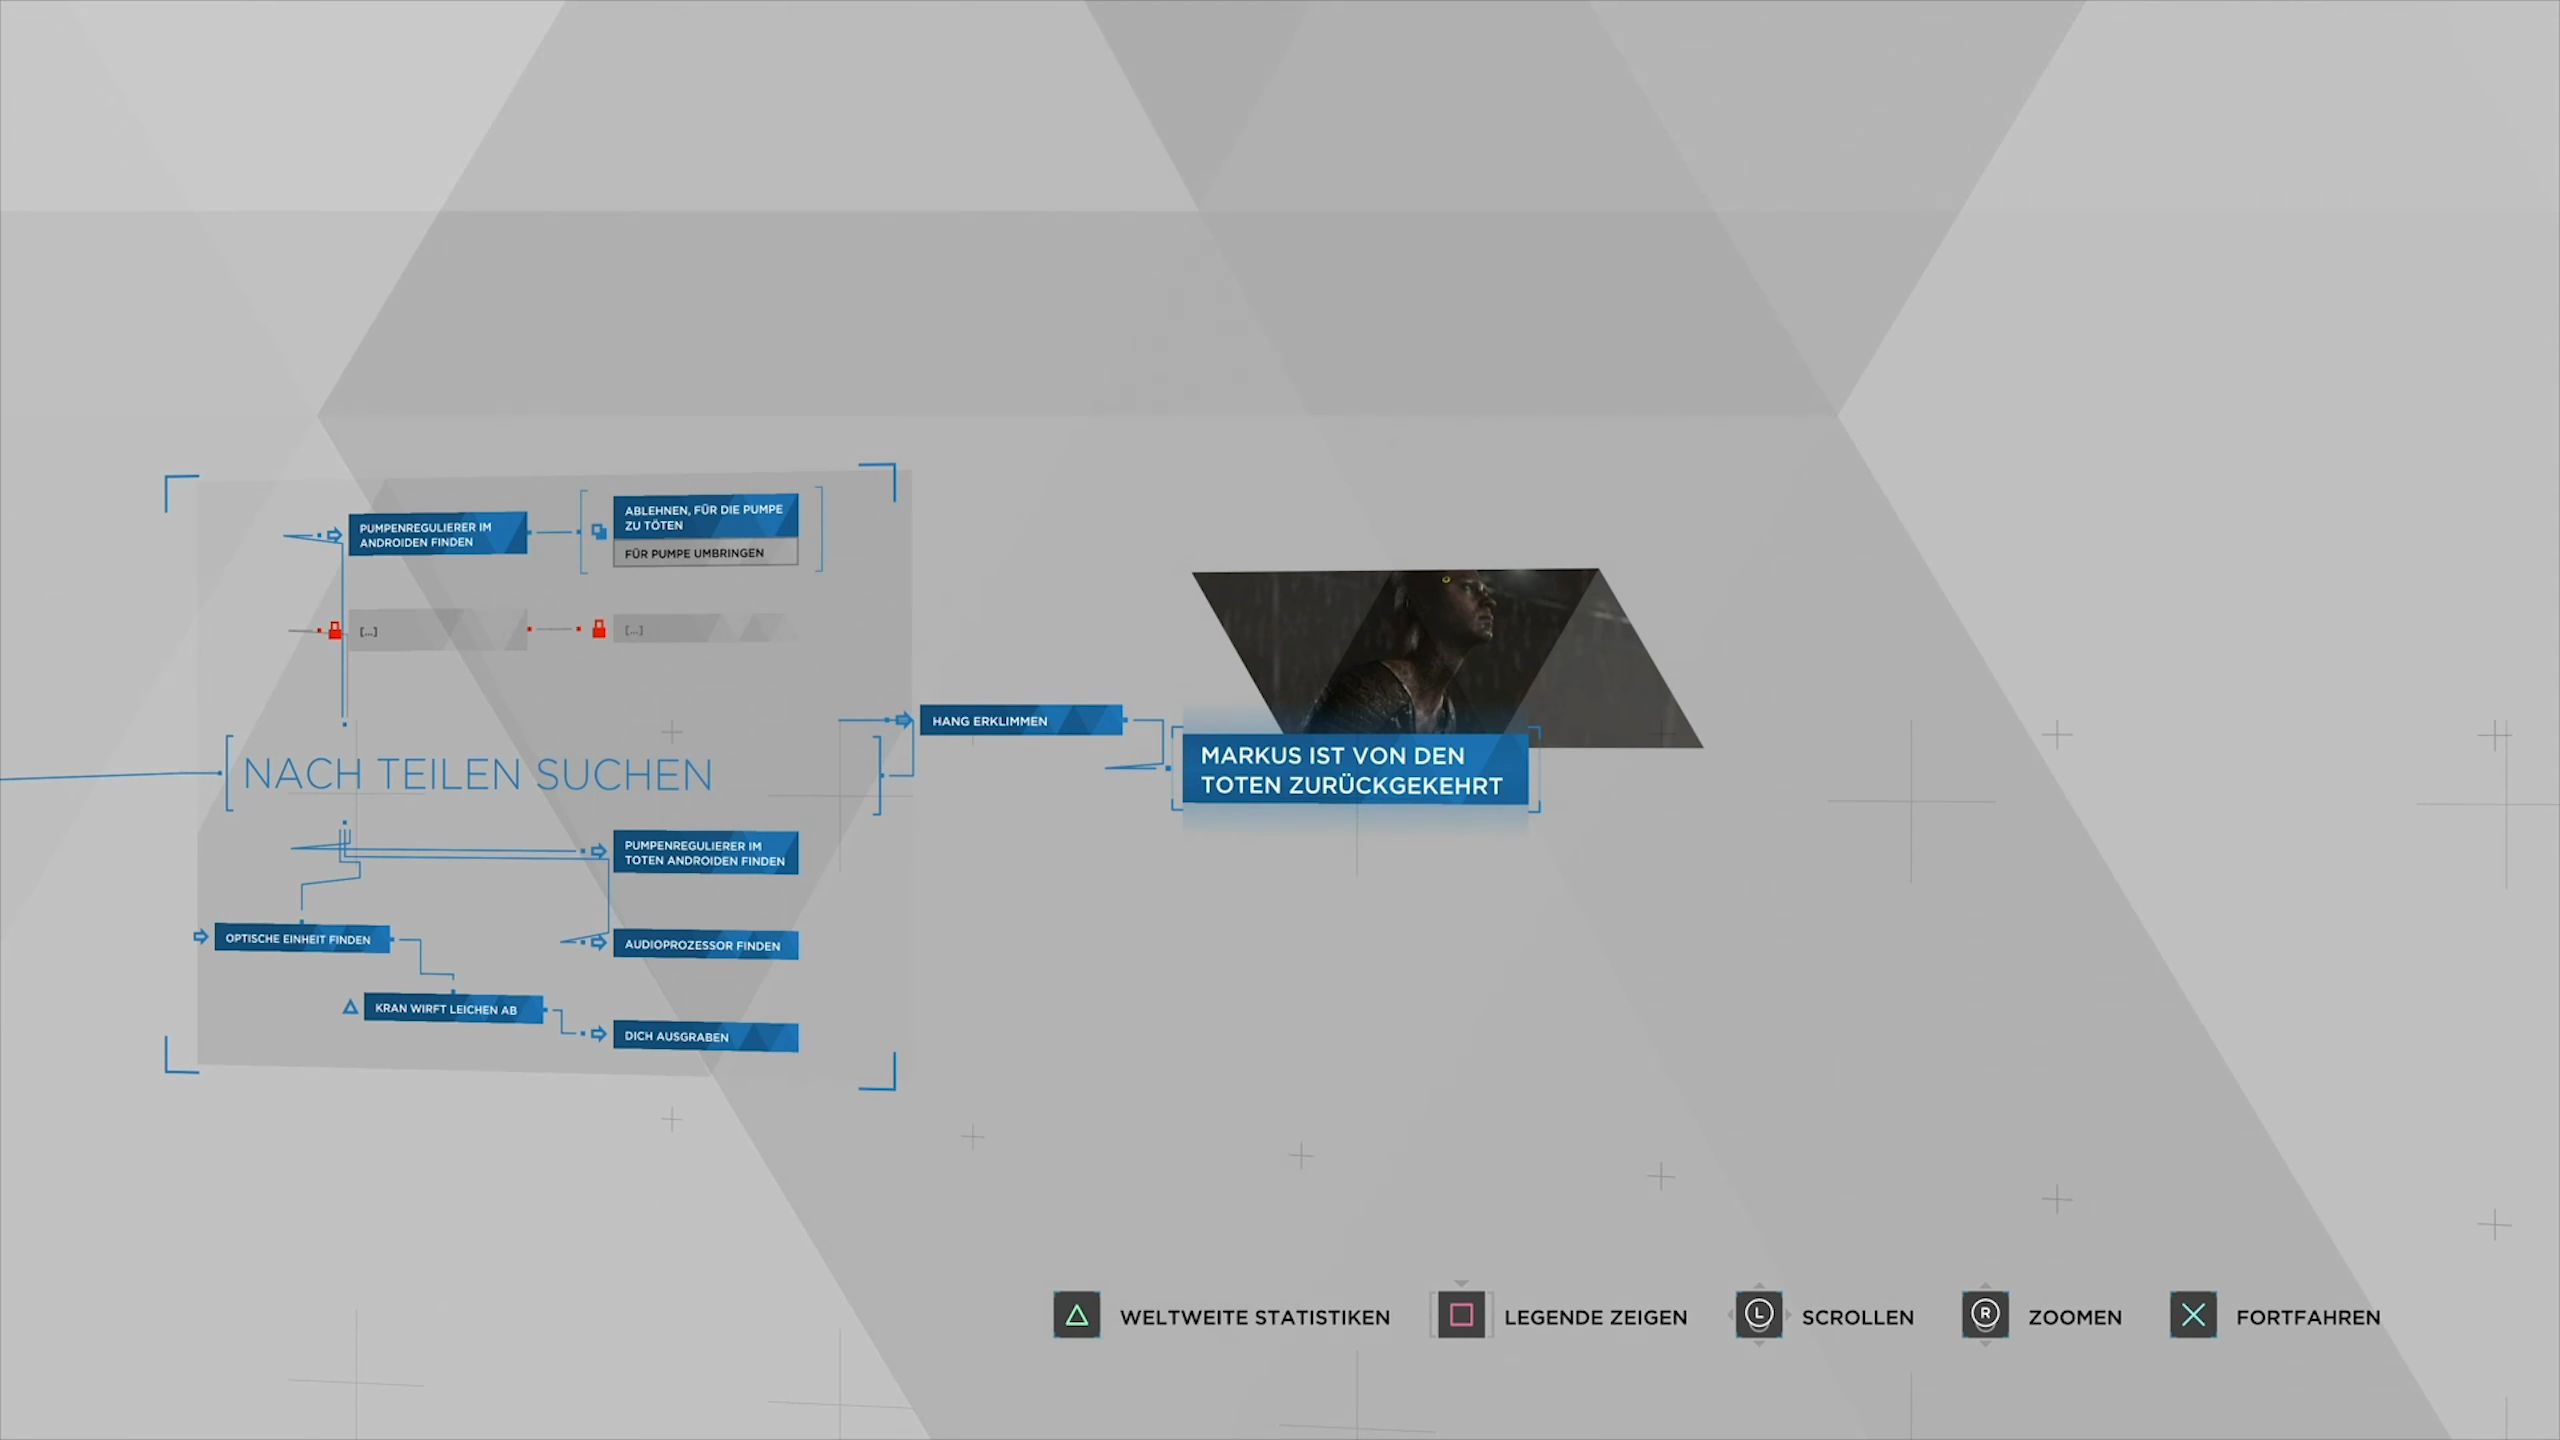 PUMPENREGULIERER IM
ANDROIDEN FINDEN
ABLEHNEN, FÜR DIE PUMPE
ZU TÖTEN
FÜR PUMPE UMBRINGEN
[...]
[...]
NACH TEILEN SUCHEN
HANG ERKLIMMEN
MARKUS IST VON DEN
TOTEN ZURÜCKGEKEHRT
PUMPENREGULIERER IM
TOTEN ANDROIDEN FINDEN
OPTISCHE EINHEIT FINDEN
AUDIOPROZESSOR FINDEN
KRAN WIRFT LEICHEN AB
DICH AUSGRABEN
WELTWEITE STATISTIKEN
LEGENDE ZEIGEN
L SCROLLEN
R ZOOMEN
FORTFAHREN